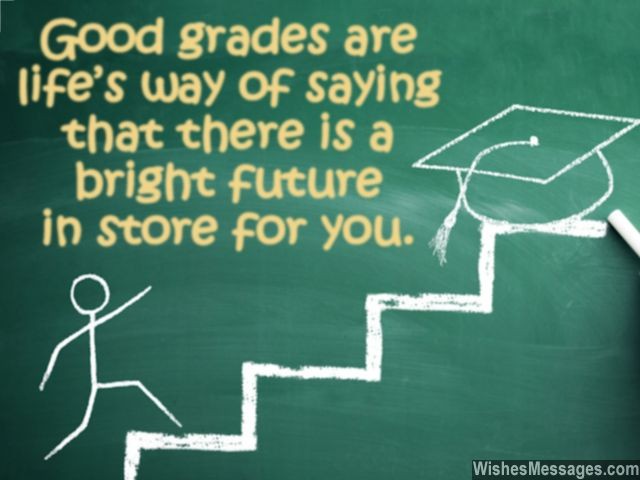 Good grades are
life's way of saying
that there is a
bright future
in store for you.
WishesMessages.com